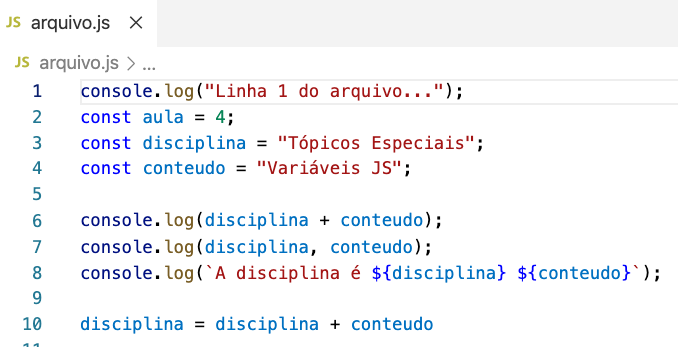 JS arquivo.js ×
JS arquivo.js > ...
1 console.log("Linha 1 do arquivo...");
2 const aula = 4;
3 const disciplina = "Tópicos Especiais";
4 const conteudo = "Variáveis JS";
5
6 console.log(disciplina + conteudo);
7 console.log(disciplina, conteudo);
8 console.log(`A disciplina é ${disciplina} ${conteudo}`);
9
10 disciplina = disciplina + conteudo